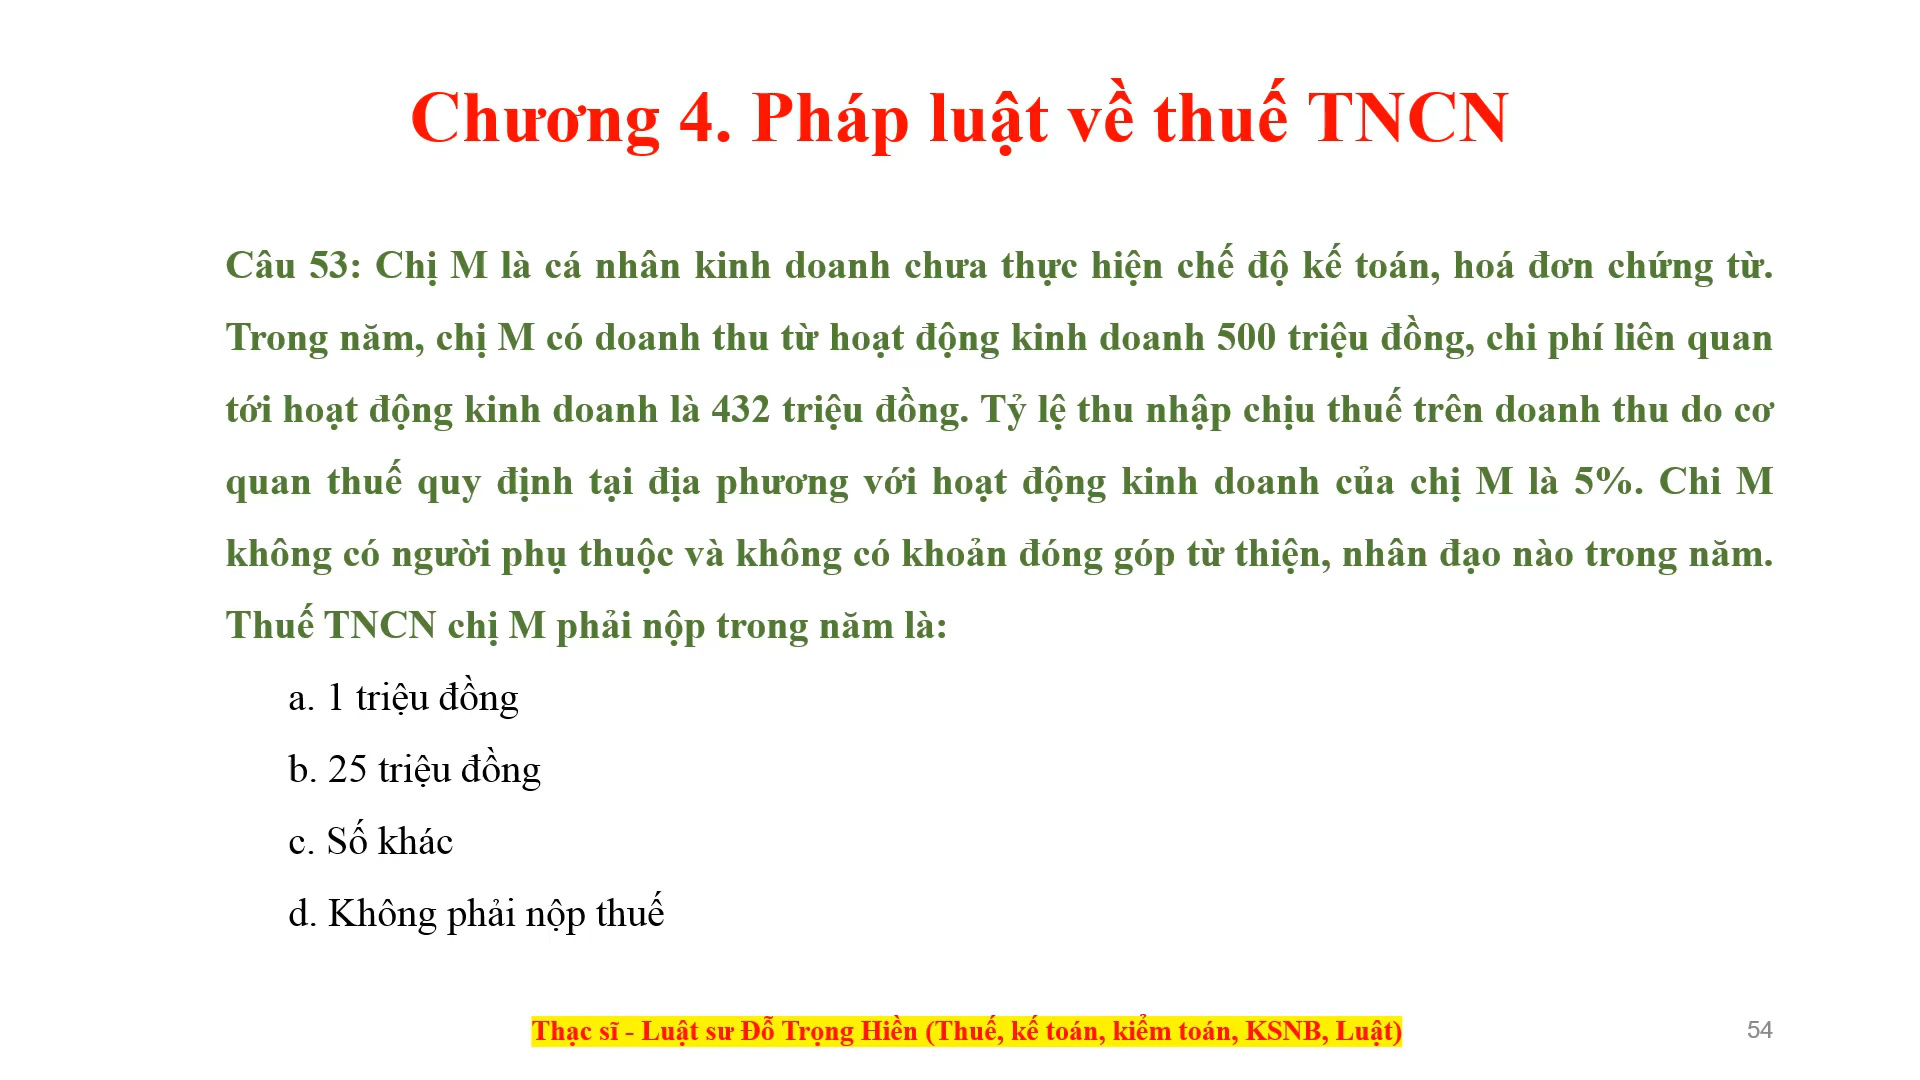 Chương 4. Pháp luật về thuế TNCN
Câu 53: Chị M là cá nhân kinh doanh chưa thực hiện chế độ kế toán, hoá đơn chứng từ.
Trong năm, chị M có doanh thu từ hoạt động kinh doanh 500 triệu đồng, chi phí liên quan
tới hoạt động kinh doanh là 432 triệu đồng. Tỷ lệ thu nhập chịu thuế trên doanh thu do cơ
quan thuế quy định tại địa phương với hoạt động kinh doanh của chị M là 5%. Chi M
không có người phụ thuộc và không có khoản đóng góp từ thiện, nhân đạo nào trong năm.
Thuế TNCN chị M phải nộp trong năm là:
a. 1 triệu đồng
b. 25 triệu đồng
c. Số khác
d. Không phải nộp thuế
Thạc sĩ - Luật sư Đỗ Trọng Hiền (Thuế, kế toán, kiểm toán, KSNB, Luật)
54